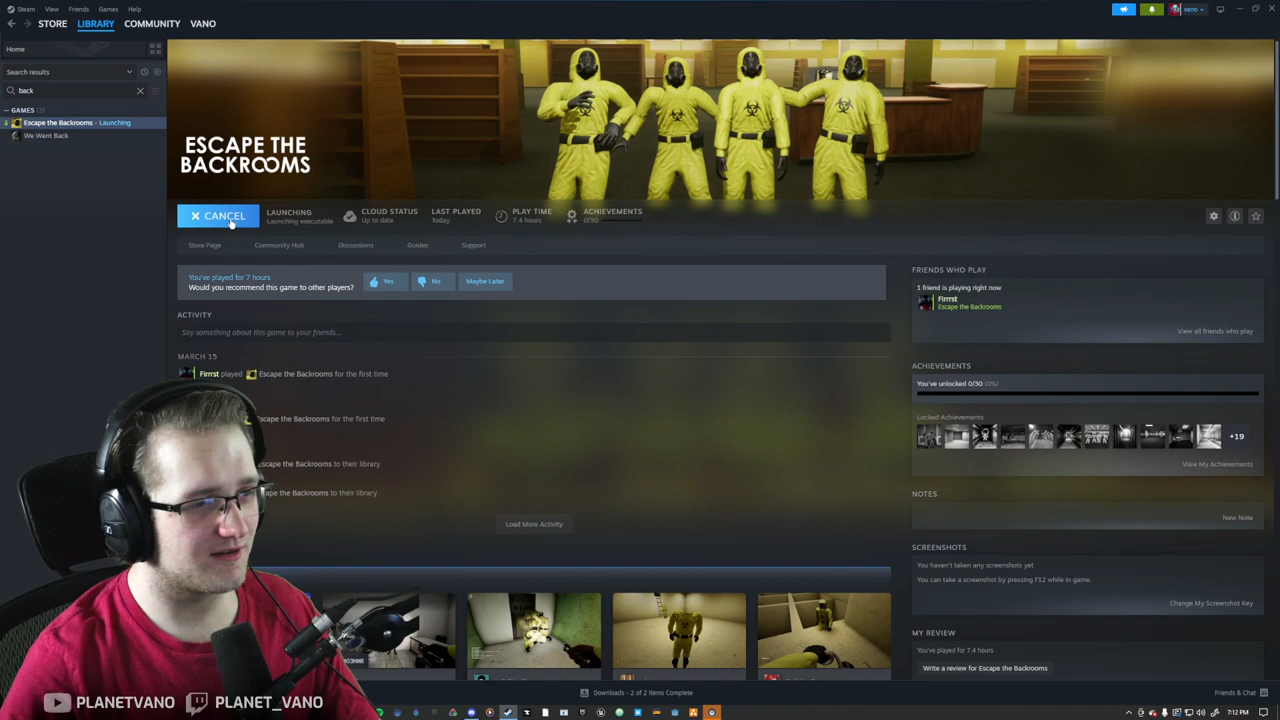 Steam View Friends Games Help
vano
STORE LIBRARY COMMUNITY VANO
Home
Search results
back
GAMES
Escape the Backrooms - Launching
We Went Back
ESCAPE THE
BACKROOMS
CANCEL
LAUNCHING
Launching executable
CLOUD STATUS
Up to date
LAST PLAYED
Today
PLAY TIME
7.4 hours
ACHIEVEMENTS
0/30
Store Page Community Hub Discussions Guides Support
You've played for 7 hours
Would you recommend this game to other players?
Yes No Maybe Later
ACTIVITY
Say something about this game to your friends...
MARCH 15
Firrrst played Escape the Backrooms for the first time
Escape the Backrooms for the first time
Escape the Backrooms to their library
ape the Backrooms to their library
Load More Activity
FRIENDS WHO PLAY
1 friend is playing right now
Firrrst
Escape the Backrooms
View all friends who play
ACHIEVEMENTS
You've unlocked 0/30 (0%)
Locked Achievements
+19
View My Achievements
NOTES
New Note
SCREENSHOTS
You haven't taken any screenshots yet
You can take a screenshot by pressing F12 while in game.
Change My Screenshot Key
MY REVIEW
You've played for 7.4 hours
Write a review for Escape the Backrooms
PLANETVANO PLANET_VANO
Downloads - 2 of 2 Items Complete
Friends & Chat
7:12 PM